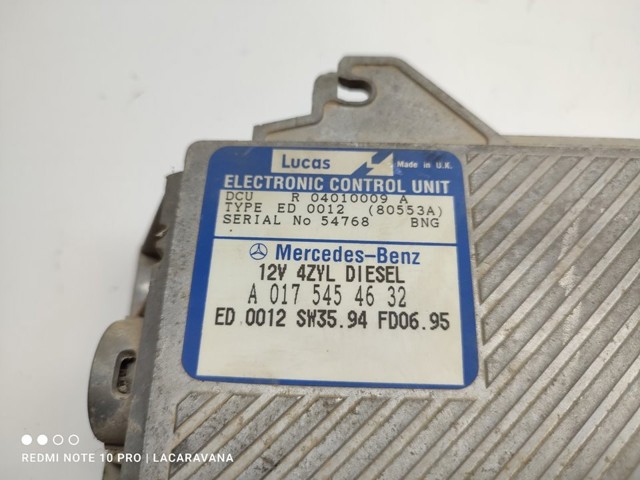 Lucas Made in U.K.
ELECTRONIC CONTROL UNIT
DCU R 04010009 A
TYPE ED 0012 (80553A)
SERIAL No 54768 BNG
Mercedes-Benz
12V 4ZYL DIESEL
A 017 545 46 32
ED 0012 SW35.94 FD06.95
REDMI NOTE 10 PRO | LACARAVANA